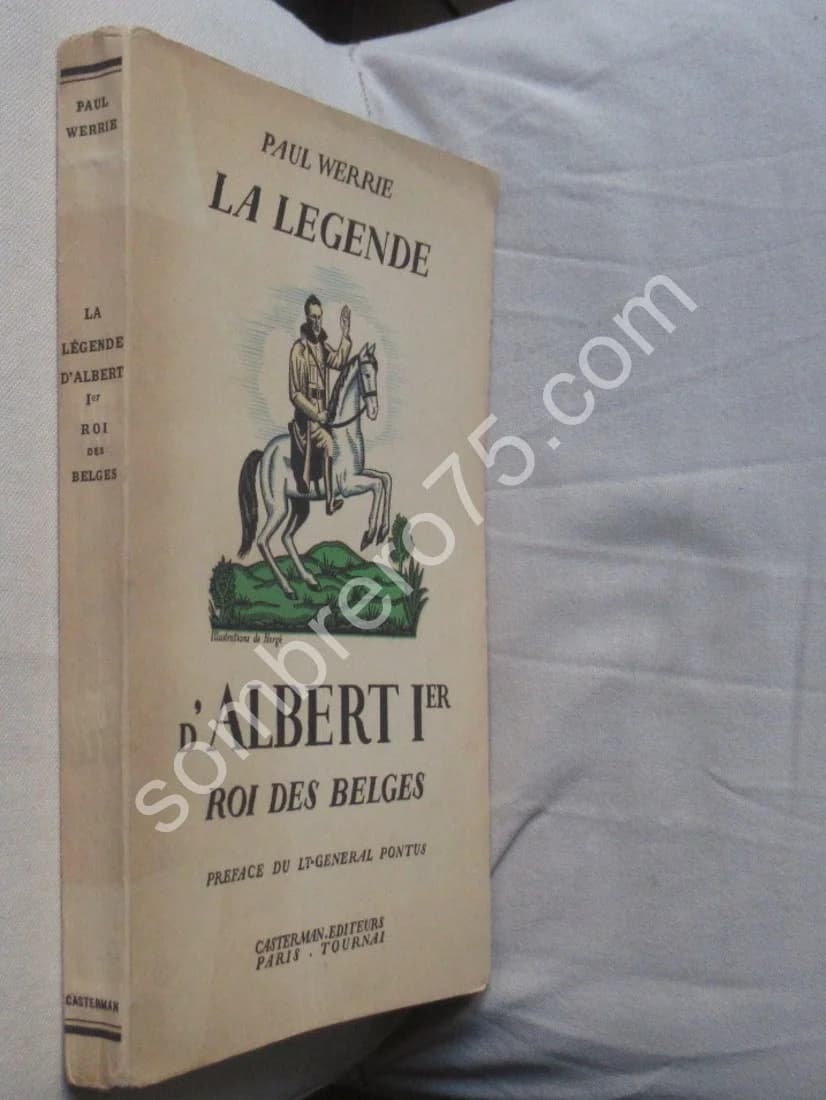 PAUL
WERRIE
LA
LÉGENDE
D'ALBERT
Ier
ROI
DES
BELGES
CASTERMAN
PAUL WERRIE
LA LEGENDE
Illustrations de Hergé
D'ALBERT IER
ROI DES BELGES
PREFACE DU LT-GENERAL PONTUS
CASTERMAN.EDITEURS
PARIS . TOURNAI
sombrero75.com